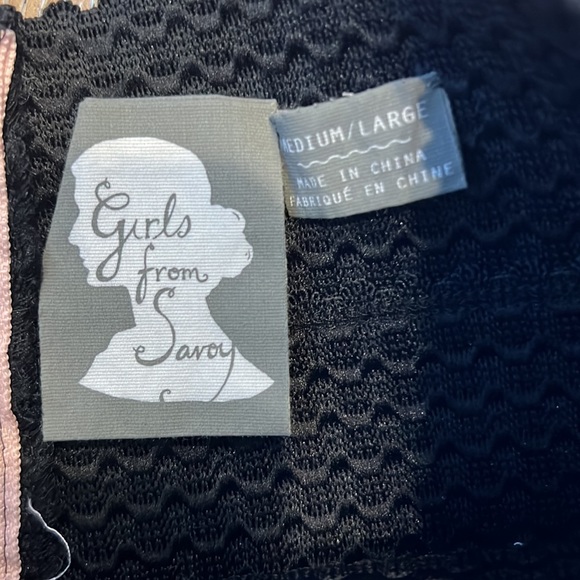 Girls
from
Savoy
MEDIUM/LARGE
MADE IN CHINA
FABRIQUÉ EN CHINE